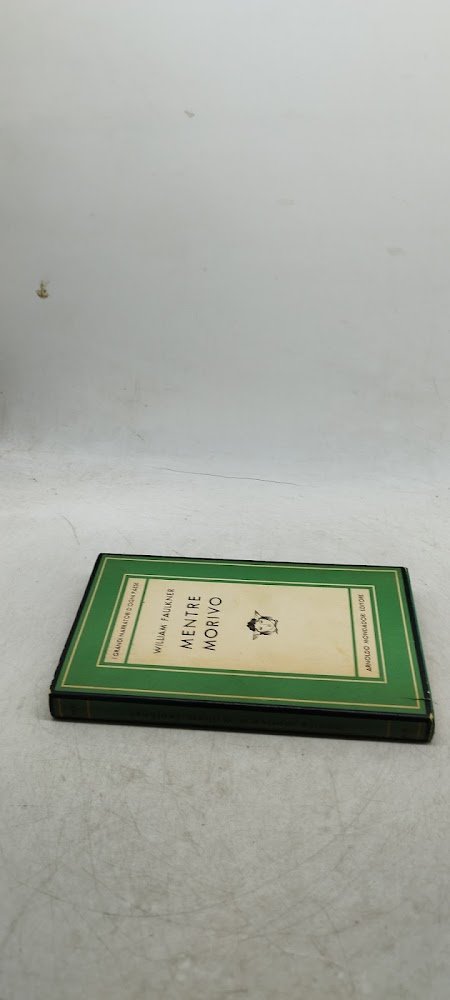 I GRANDI NARRATORI D'OGNI PAESE
WILLIAM FAULKNER
MENTRE
MORIVO
ARNOLDO MONDADORI EDITORE